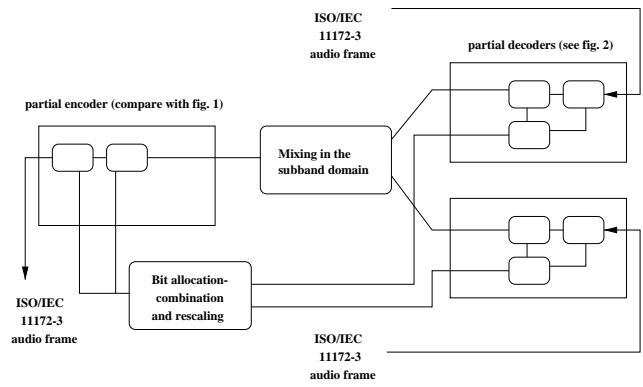 ISO/IEC
11172-3
audio frame
partial decoders (see fig. 2)
partial encoder (compare with fig. 1)
Mixing in the
subband domain
Bit allocation-
combination
and rescaling
ISO/IEC
11172-3
audio frame
ISO/IEC
11172-3
audio frame